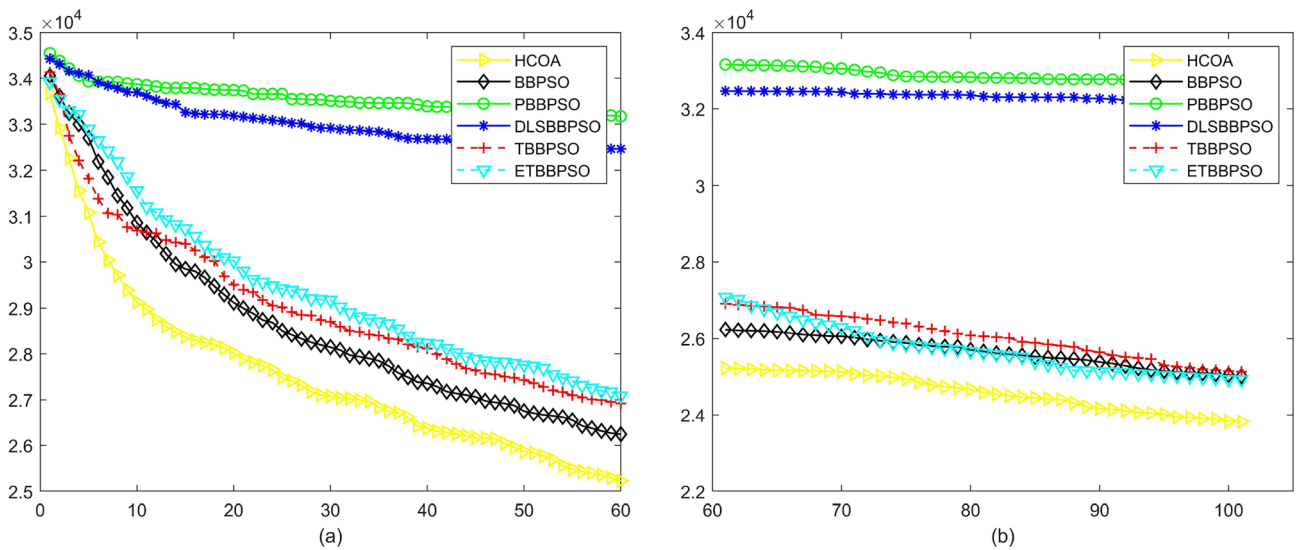 ×10⁴
3.5
3.4
3.3
3.2
3.1
3
2.9
2.8
2.7
2.6
2.5
0 10 20 30 40 50 60
HCOA
BBPSO
PBBPSO
DLSBBPSO
TBBPSO
ETBBPSO
(a)
×10⁴
3.4
3.2
3
2.8
2.6
2.4
2.2
60 70 80 90 100
HCOA
BBPSO
PBBPSO
DLSBBPSO
TBBPSO
ETBBPSO
(b)